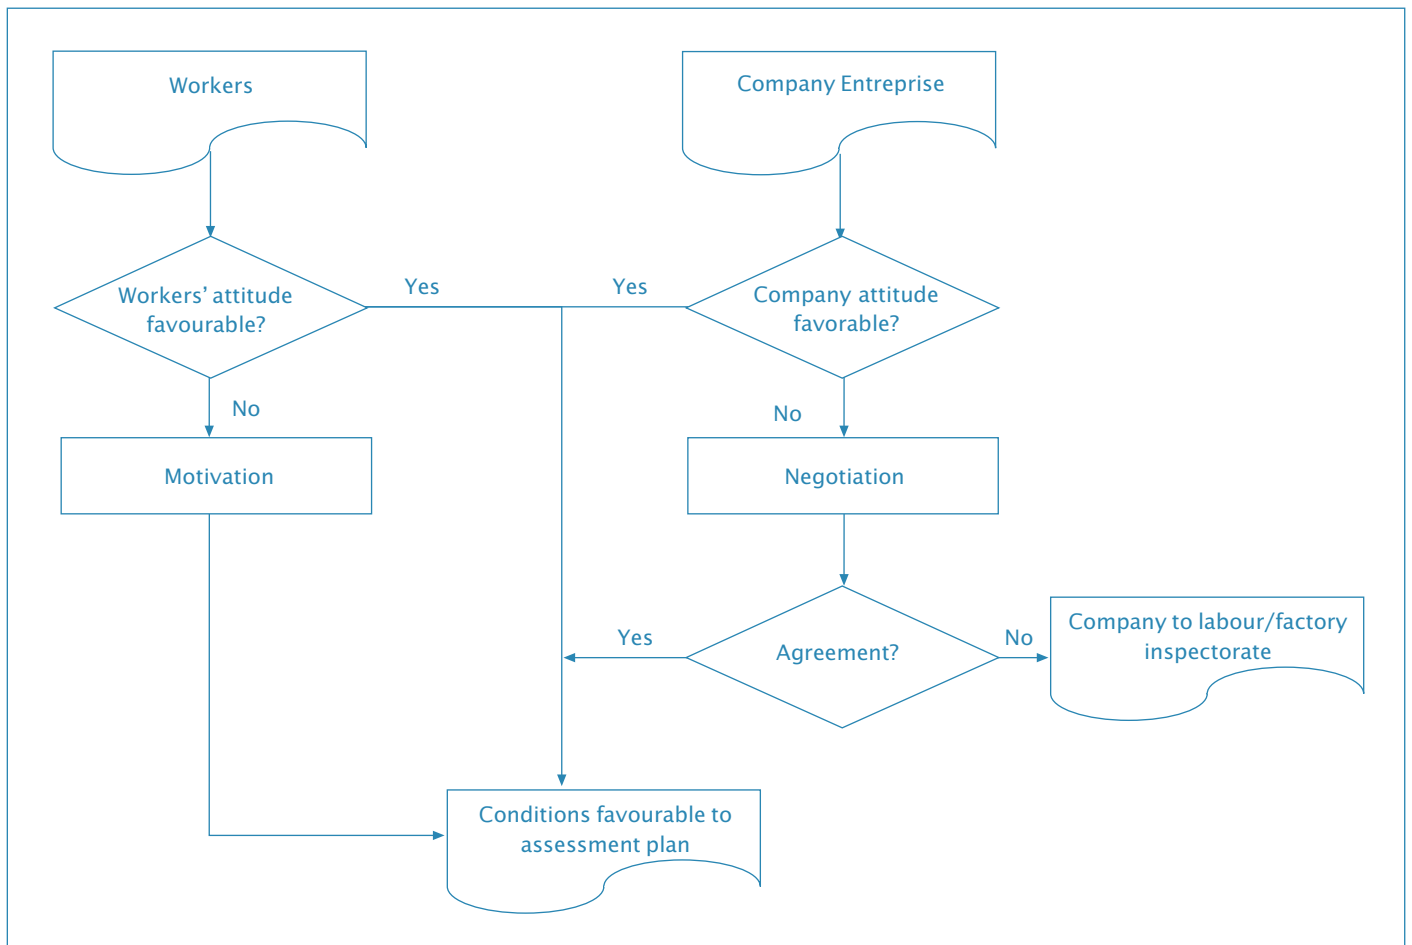 Workers
Company Entreprise
Workers’ attitude
favourable?
Yes
Yes
Company attitude
favorable?
No
No
Motivation
Negotiation
Yes
Agreement?
No
Company to labour/factory
inspectorate
Conditions favourable to
assessment plan